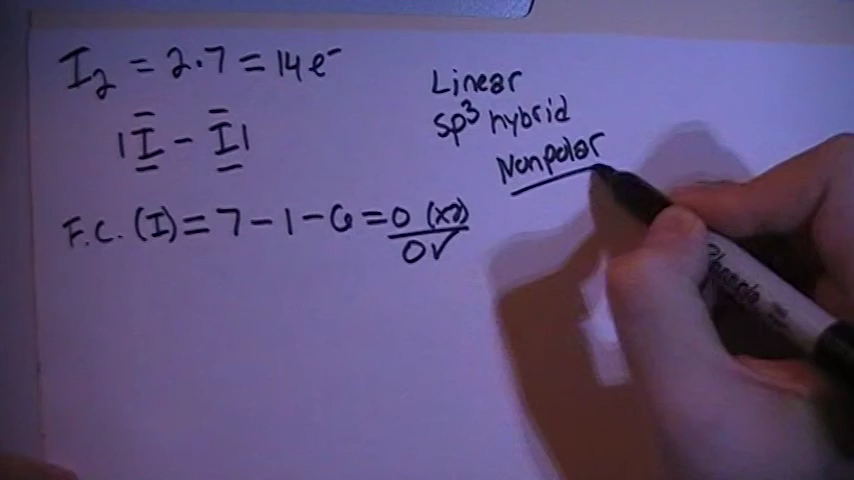 I₂ = 2·7 = 14e⁻
|I̅ - I̅|
F.C. (I) = 7 - 1 - 6 = 0 (x2)
0✓
Linear
sp³ hybrid
Nonpolar